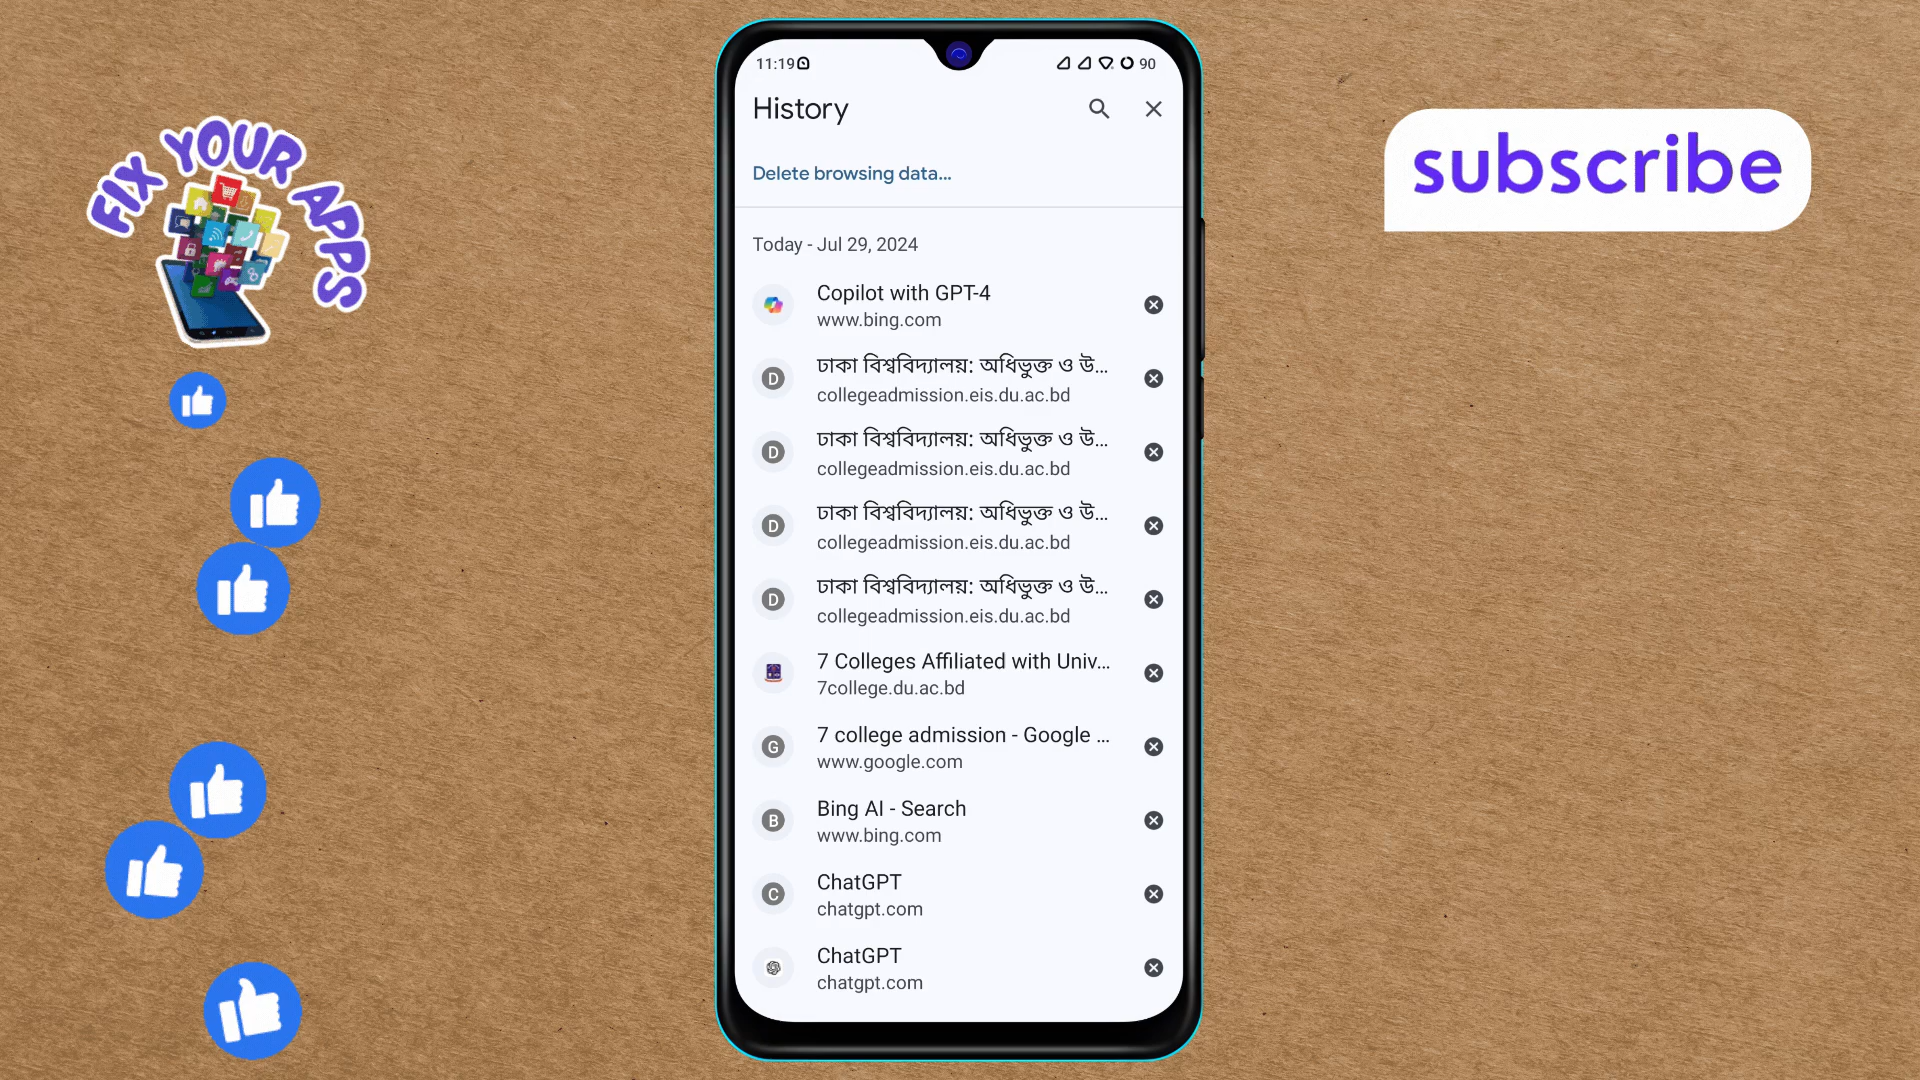 FIX YOUR APPS
subscribe
11:19
90
History
Delete browsing data...
Today - Jul 29, 2024
Copilot with GPT-4
www.bing.com
D
ঢাকা বিশ্ববিদ্যালয়: অধিভুক্ত ও উ...
collegeadmission.eis.du.ac.bd
D
ঢাকা বিশ্ববিদ্যালয়: অধিভুক্ত ও উ...
collegeadmission.eis.du.ac.bd
D
ঢাকা বিশ্ববিদ্যালয়: অধিভুক্ত ও উ...
collegeadmission.eis.du.ac.bd
D
ঢাকা বিশ্ববিদ্যালয়: অধিভুক্ত ও উ...
collegeadmission.eis.du.ac.bd
7 Colleges Affiliated with Univ...
7college.du.ac.bd
G
7 college admission - Google ...
www.google.com
B
Bing AI - Search
www.bing.com
C
ChatGPT
chatgpt.com
ChatGPT
chatgpt.com